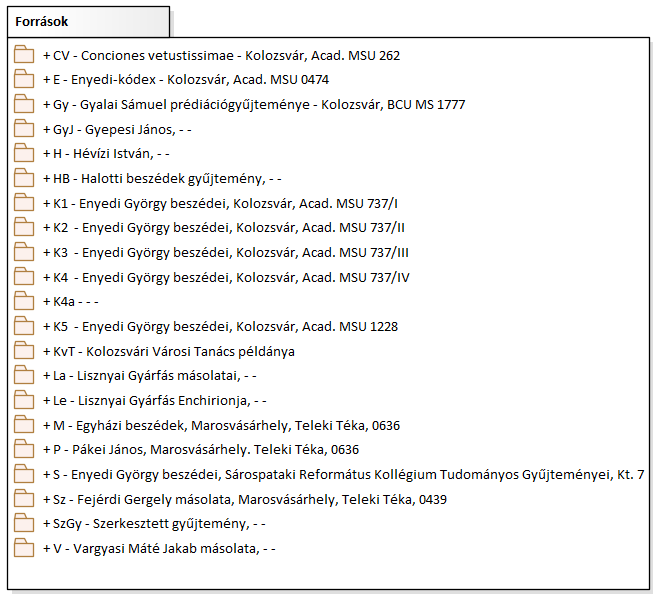 Források
+ CV - Conciones vetustissimae - Kolozsvár, Acad. MSU 262
+ E - Enyedi-kódex - Kolozsvár, Acad. MSU 0474
+ Gy - Gyalai Sámuel prédiációgyűjteménye - Kolozsvár, BCU MS 1777
+ GyJ - Gyepesi János, - -
+ H - Hévízi István, - -
+ HB - Halotti beszédek gyűjtemény, - -
+ K1 - Enyedi György beszédei, Kolozsvár, Acad. MSU 737/I
+ K2 - Enyedi György beszédei, Kolozsvár, Acad. MSU 737/II
+ K3 - Enyedi György beszédei, Kolozsvár, Acad. MSU 737/III
+ K4 - Enyedi György beszédei, Kolozsvár, Acad. MSU 737/IV
+ K4a - - -
+ K5 - Enyedi György beszédei, Kolozsvár, Acad. MSU 1228
+ KvT - Kolozsvári Városi Tanács példánya
+ La - Lisznyai Gyárfás másolatai, - -
+ Le - Lisznyai Gyárfás Enchirionja, - -
+ M - Egyházi beszédek, Marosvásárhely, Teleki Téka, 0636
+ P - Pákei János, Marosvásárhely. Teleki Téka, 0636
+ S - Enyedi György beszédei, Sárospataki Református Kollégium Tudományos Gyűjteményei, Kt. 7
+ Sz - Fejérdi Gergely másolata, Marosvásárhely, Teleki Téka, 0439
+ SzGy - Szerkesztett gyűjtemény, - -
+ V - Vargyasi Máté Jakab másolata, - -